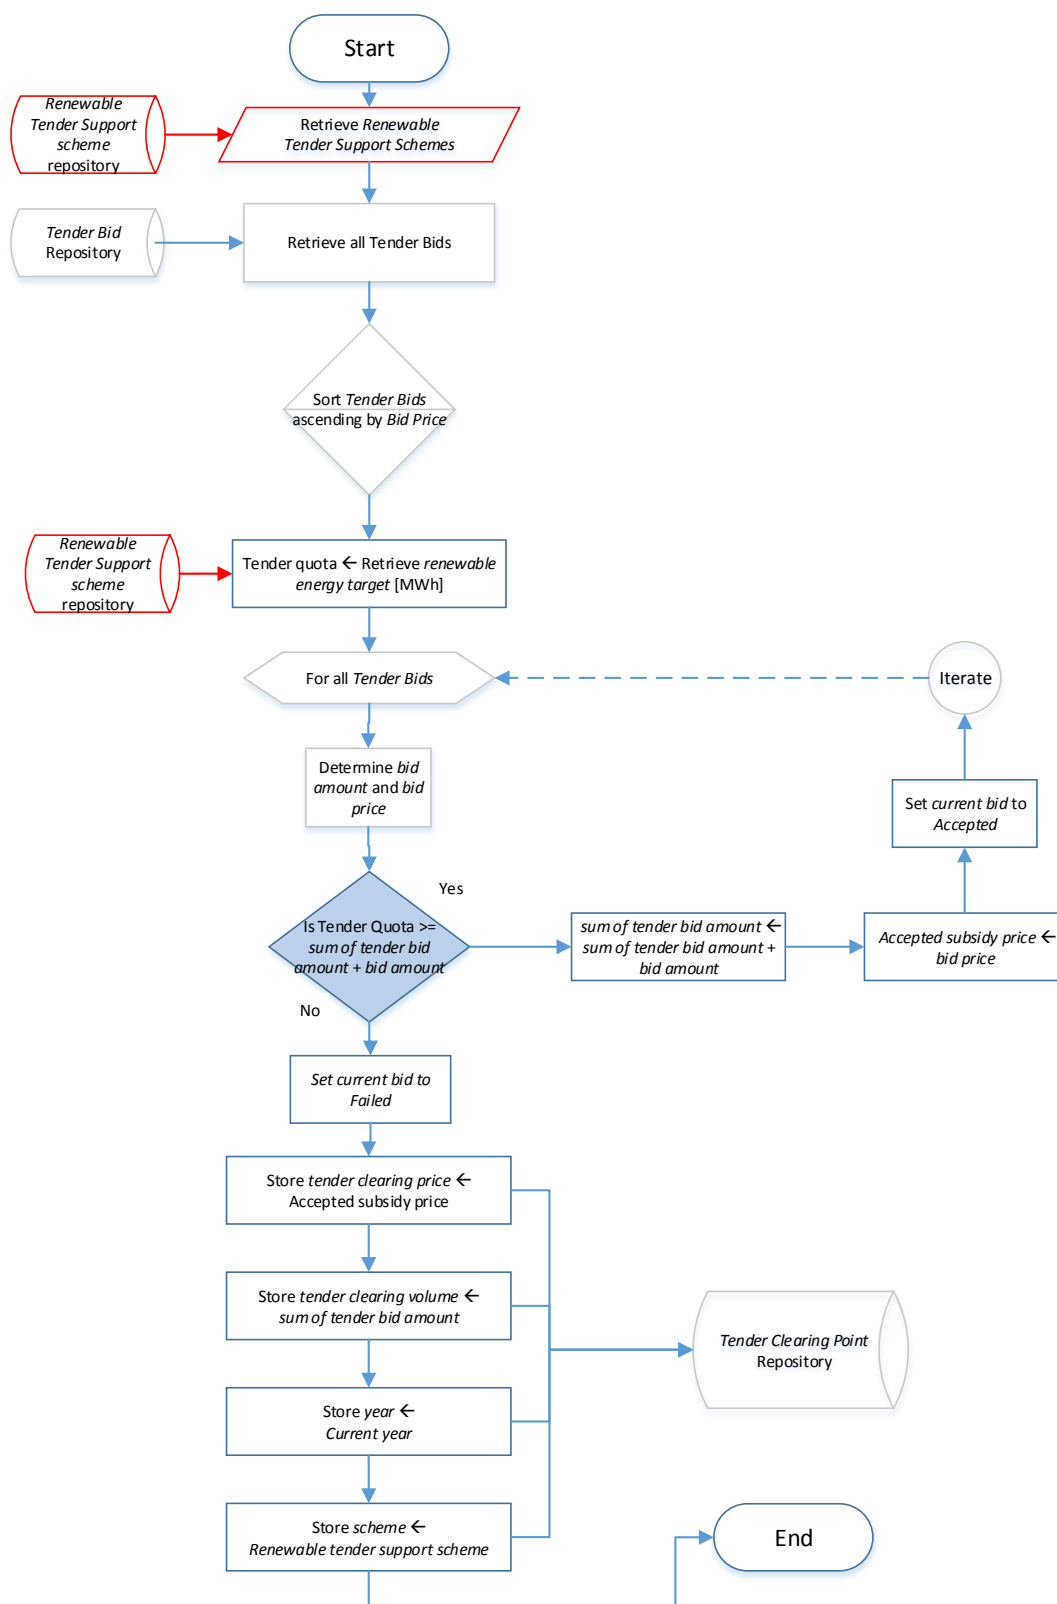 Start
Renewable
Tender Support
scheme
repository
Retrieve Renewable
Tender Support Schemes
Tender Bid
Repository
Retrieve all Tender Bids
Sort Tender Bids
ascending by Bid Price
Renewable
Tender Support
scheme
repository
Tender quota ← Retrieve renewable
energy target [MWh]
For all Tender Bids
Iterate
Determine bid
amount and bid
price
Set current bid to
Accepted
Yes
Is Tender Quota >=
sum of tender bid
amount + bid amount
sum of tender bid amount ←
sum of tender bid amount +
bid amount
Accepted subsidy price ←
bid price
No
Set current bid to
Failed
Store tender clearing price ←
Accepted subsidy price
Store tender clearing volume ←
sum of tender bid amount
Tender Clearing Point
Repository
Store year ←
Current year
Store scheme ←
Renewable tender support scheme
End